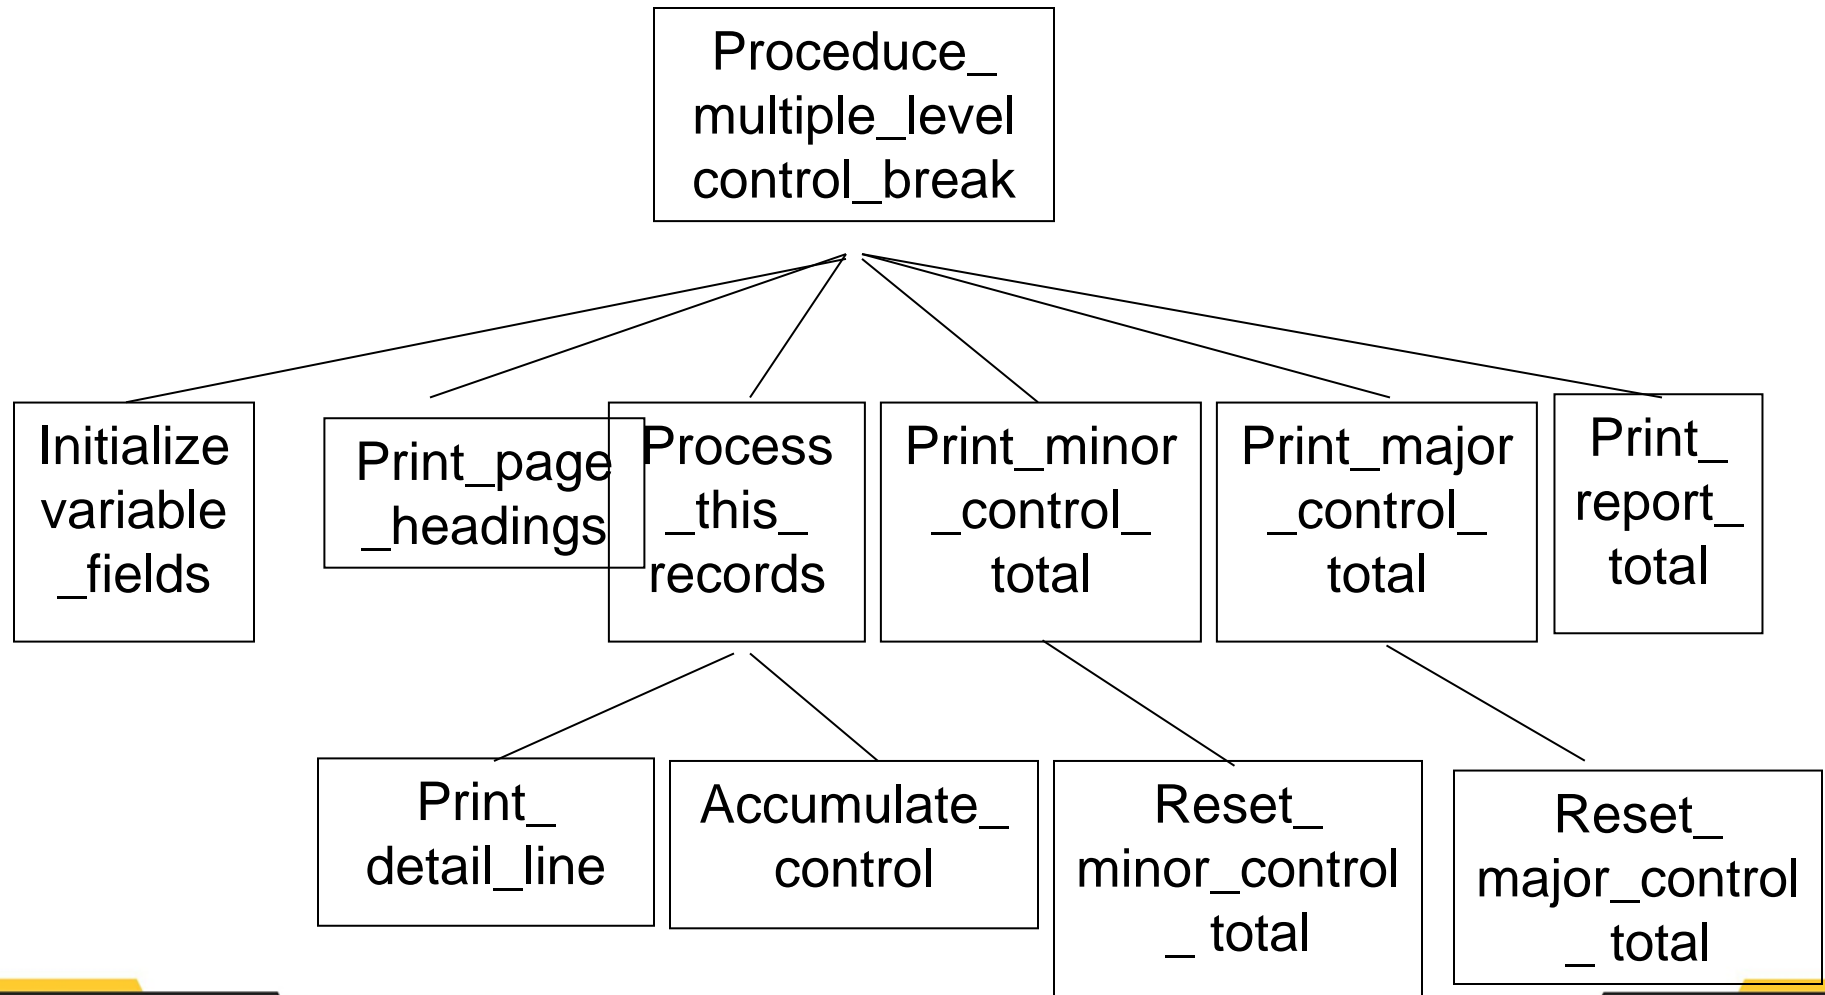 Proceduce_
multiple_level
control_break
Initialize
variable
_fields
Print_page
_headings
Process
_this_
records
Print_minor
_control_
total
Print_major
_control_
total
Print_
report_
total
Print_
detail_line
Accumulate_
control
Reset_
minor_control
_ total
Reset_
major_control
_ total